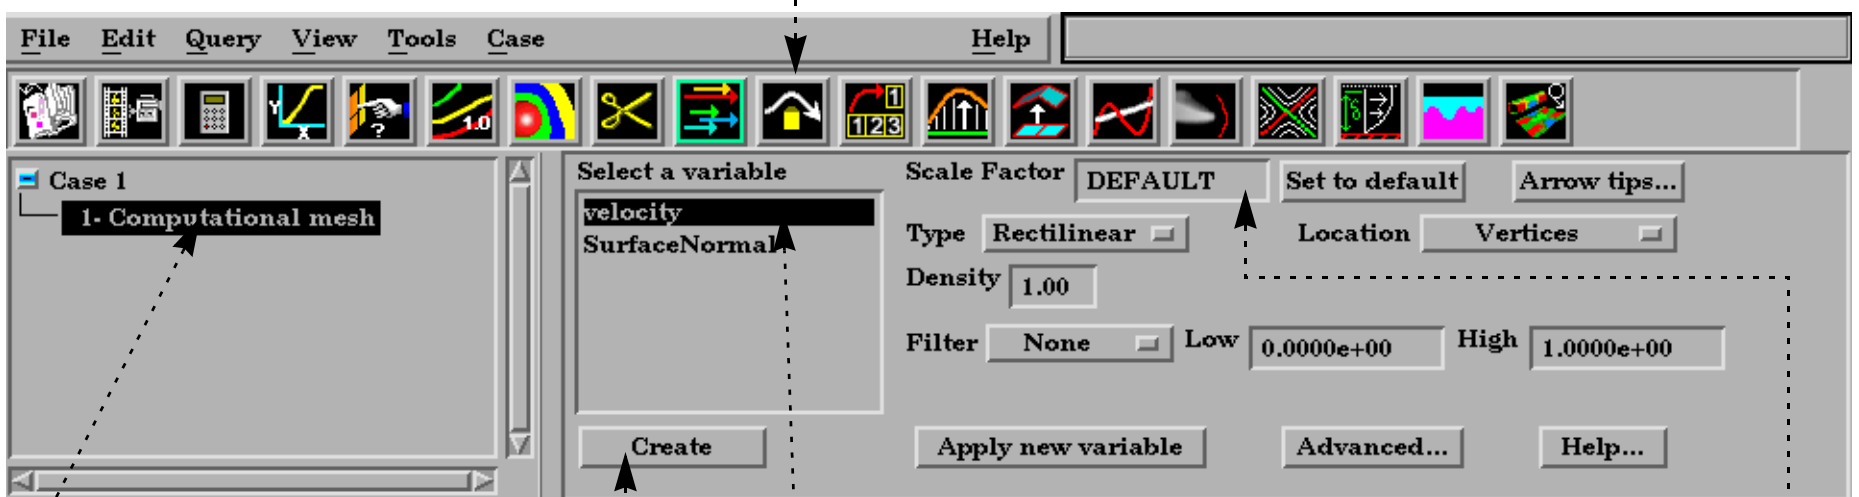 File Edit Query View Tools Case Help
Y X ? 1.0 1 123 δ
Case 1
1- Computational mesh
Select a variable
velocity
SurfaceNormal
Scale Factor DEFAULT Set to default Arrow tips...
Type Rectilinear Location Vertices
Density 1.00
Filter None Low 0.0000e+00 High 1.0000e+00
Create Apply new variable Advanced... Help...